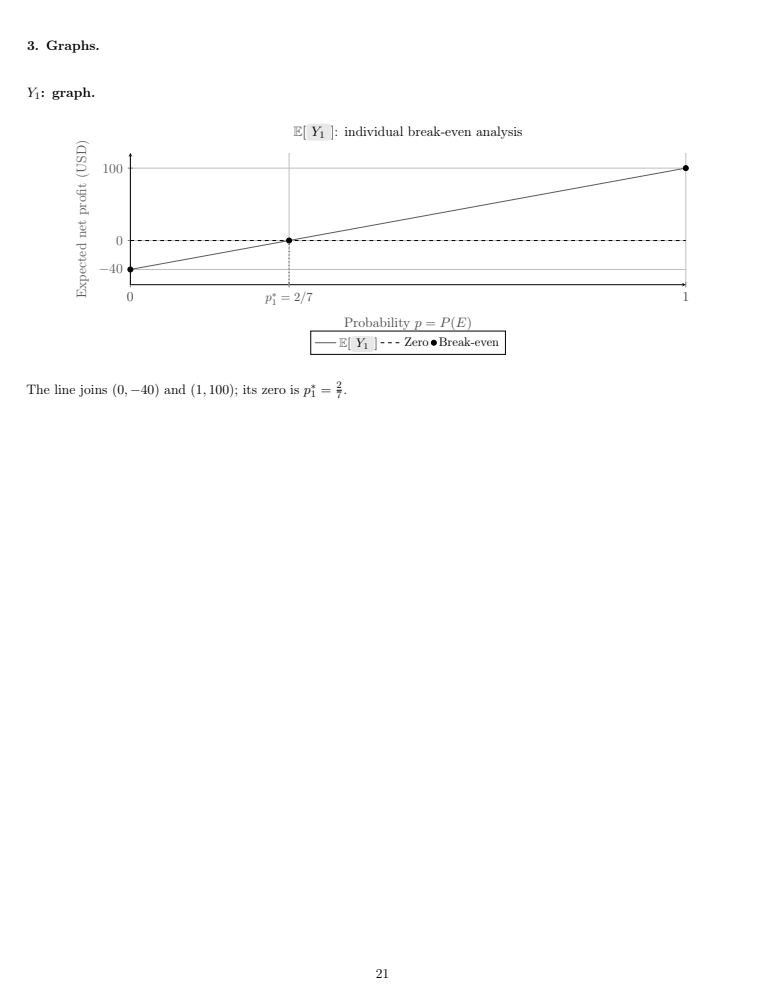 3. Graphs.
Y₁: graph.
𝔼[ Y₁ ]: individual break-even analysis
Expected net profit (USD)
100
0
−40
0
p₁* = 2/7
1
Probability p = P(E)
𝔼[ Y₁ ] Zero Break-even
The line joins (0, −40) and (1, 100); its zero is p₁* = 2/7.
21